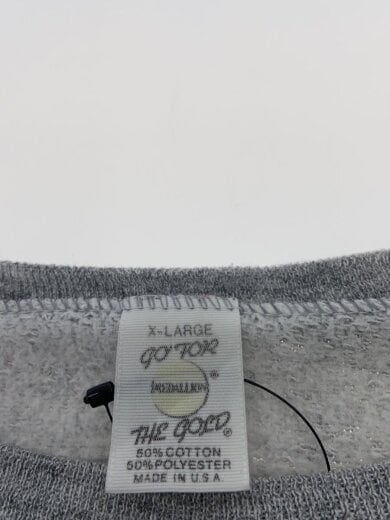 X-LARGE
GO FOR
MEDALLION ®
THE GOLD ®
50% COTTON
50% POLYESTER
MADE IN U.S.A.